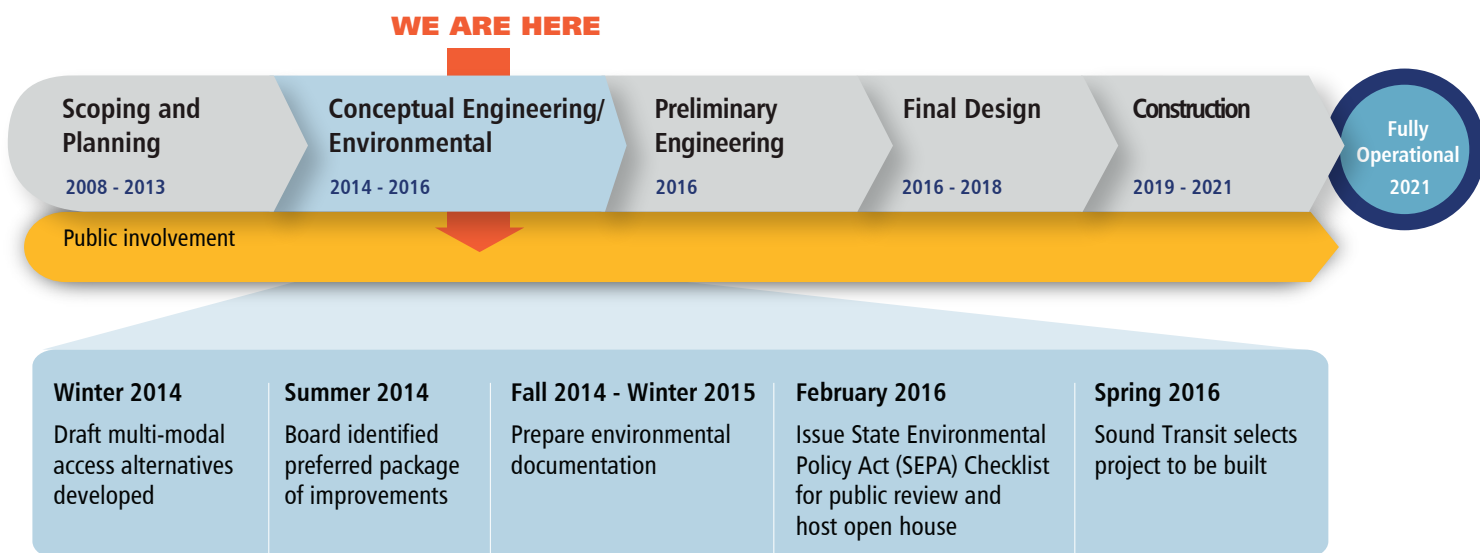 WE ARE HERE
Scoping and
Planning
2008 - 2013
Conceptual Engineering/
Environmental
2014 - 2016
Preliminary
Engineering
2016
Final Design
2016 - 2018
Construction
2019 - 2021
Fully
Operational
2021
Public involvement
Winter 2014
Draft multi-modal
access alternatives
developed
Summer 2014
Board identified
preferred package
of improvements
Fall 2014 - Winter 2015
Prepare environmental
documentation
February 2016
Issue State Environmental
Policy Act (SEPA) Checklist
for public review and
host open house
Spring 2016
Sound Transit selects
project to be built